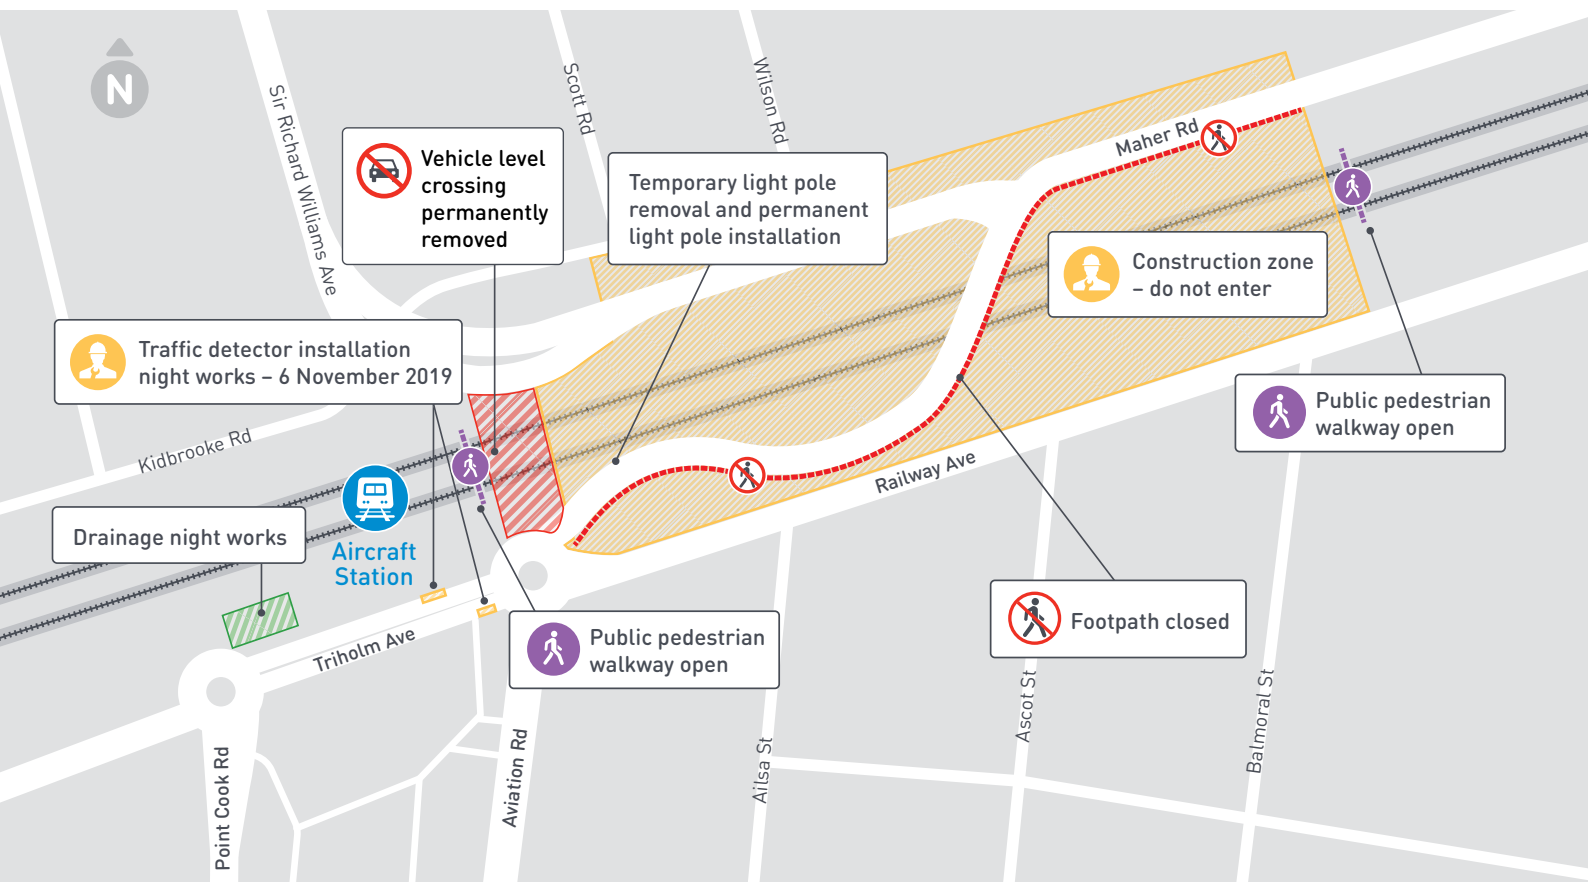 N
Sir Richard Williams Ave
Scott Rd
Wilson Rd
Maher Rd
Vehicle level
crossing
permanently
removed
Temporary light pole
removal and permanent
light pole installation
Construction zone
– do not enter
Traffic detector installation
night works – 6 November 2019
Public pedestrian
walkway open
Kidbrooke Rd
Railway Ave
Drainage night works
Aircraft
Station
Triholm Ave
Public pedestrian
walkway open
Footpath closed
Point Cook Rd
Aviation Rd
Ailsa St
Ascot St
Balmoral St